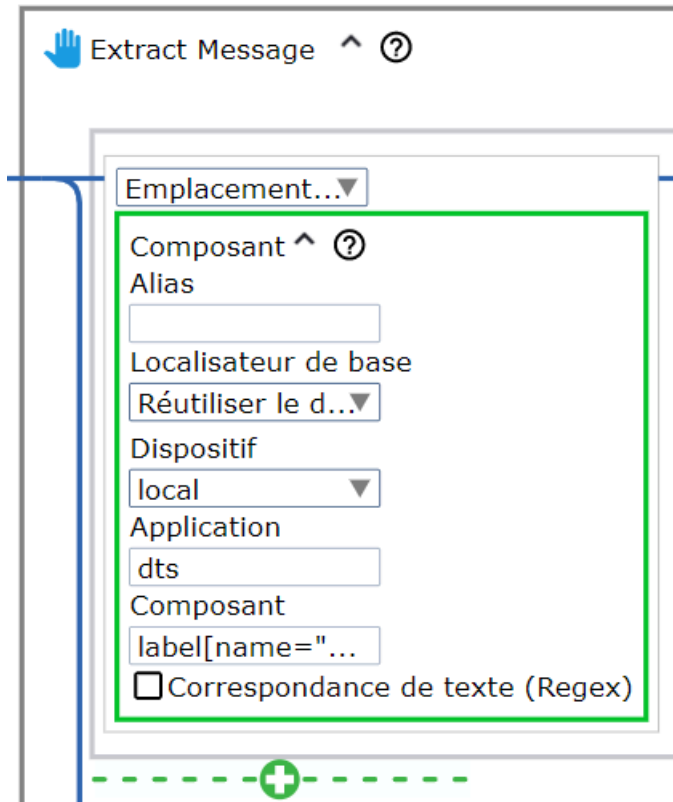 Extract Message
Emplacement...
Composant
Alias
Localisateur de base
Réutiliser le d...
Dispositif
local
Application
dts
Composant
label[name="...
Correspondance de texte (Regex)